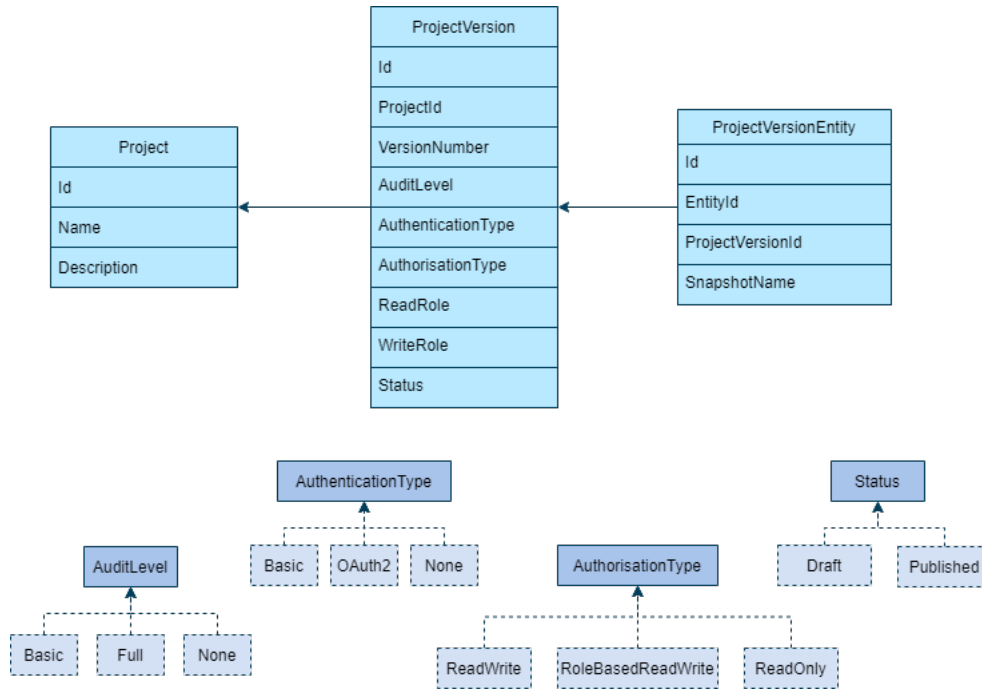 Project
Id
Name
Description
ProjectVersion
Id
ProjectId
VersionNumber
AuditLevel
AuthenticationType
AuthorisationType
ReadRole
WriteRole
Status
ProjectVersionEntity
Id
EntityId
ProjectVersionId
SnapshotName
AuditLevel
Basic
Full
None
AuthenticationType
Basic
OAuth2
None
AuthorisationType
ReadWrite
RoleBasedReadWrite
ReadOnly
Status
Draft
Published